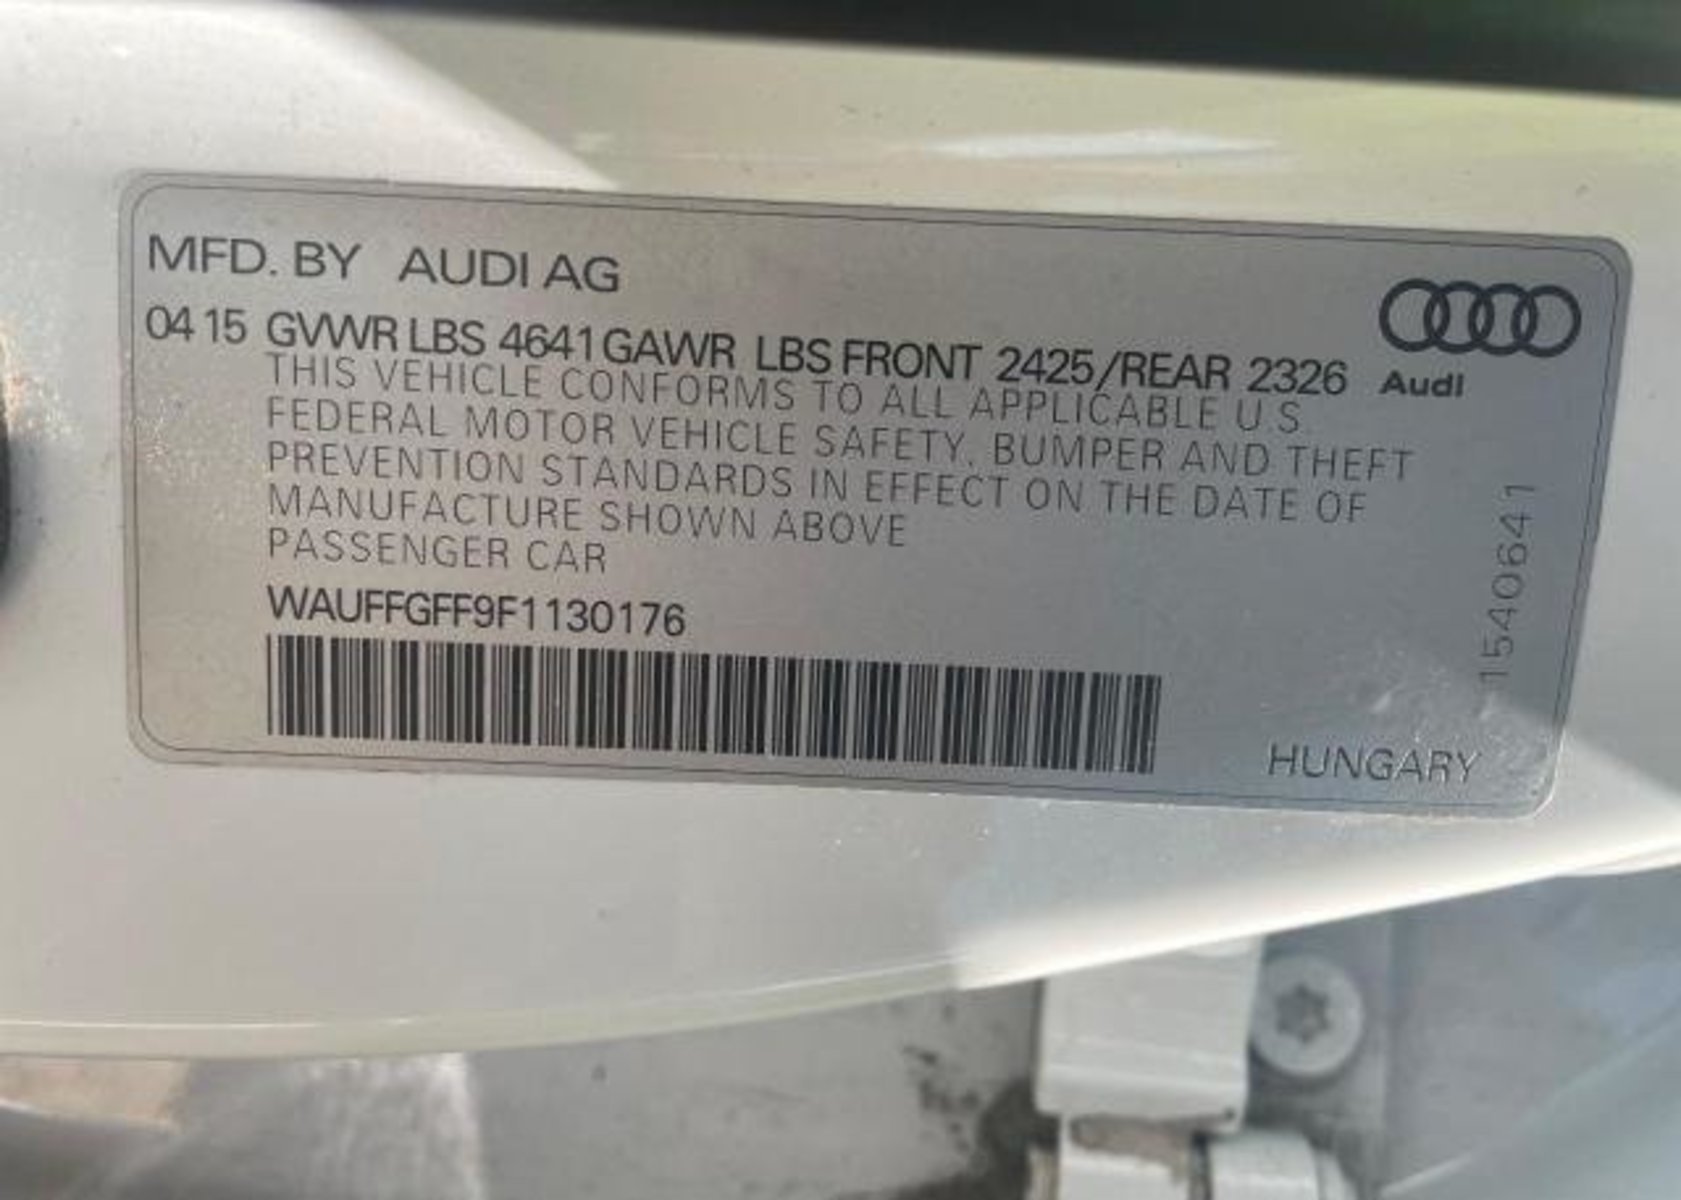 MFD. BY AUDI AG
04 15 GVWR LBS 4641 GAWR LBS FRONT 2425/REAR 2326
Audi
THIS VEHICLE CONFORMS TO ALL APPLICABLE U.S.
FEDERAL MOTOR VEHICLE SAFETY, BUMPER AND THEFT
PREVENTION STANDARDS IN EFFECT ON THE DATE OF
MANUFACTURE SHOWN ABOVE
PASSENGER CAR
WAUFFGFF9F1130176
1540641
HUNGARY